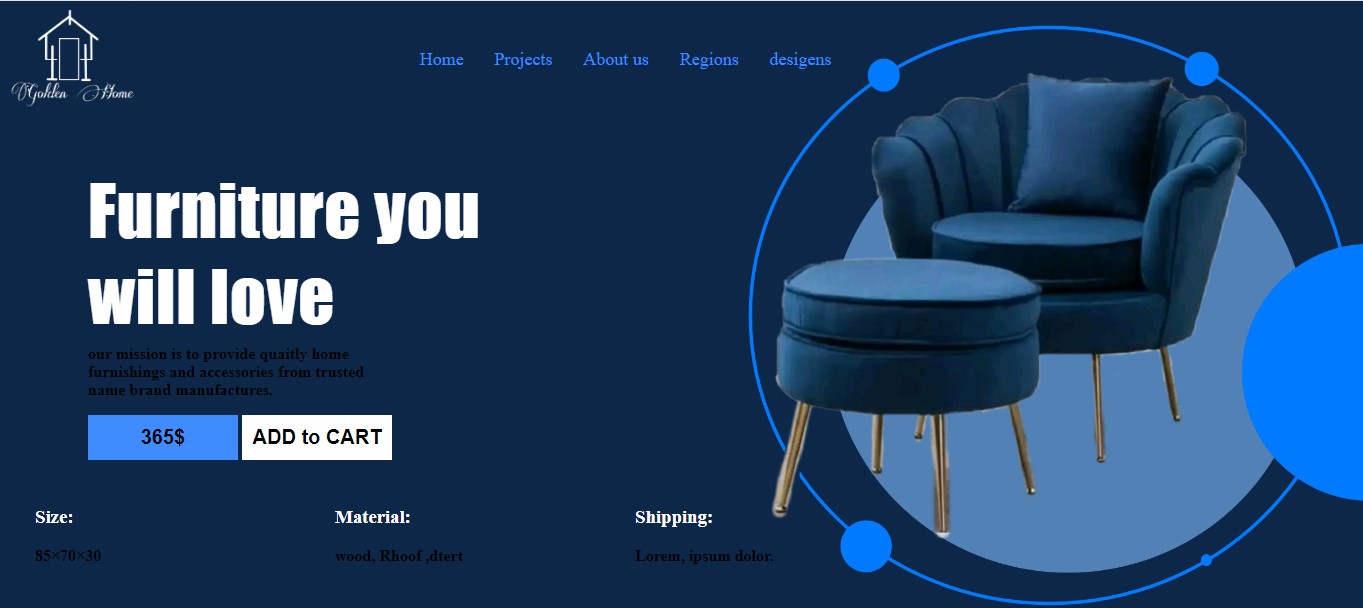 Golden Home
Home Projects About us Regions desigens
Furniture you
will love
our mission is to provide quaitly home
furnishings and accessories from trusted
name brand manufactures.
365$ ADD to CART
Size: Material: Shipping:
85×70×30 wood, Rhoof ,dtert Lorem, ipsum dolor.